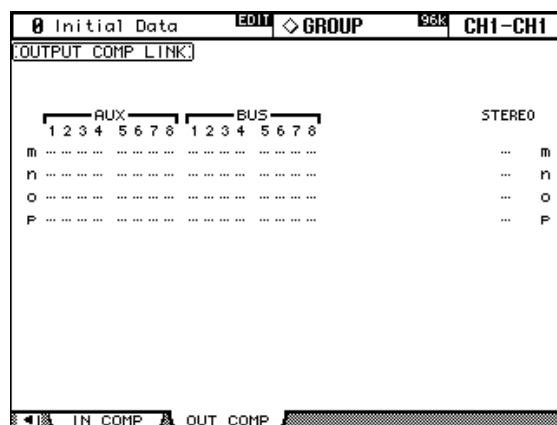 0 Initial Data EDIT ◇ GROUP 96k CH1-CH1
OUTPUT COMP LINK
AUX BUS STEREO
1 2 3 4 5 6 7 8 1 2 3 4 5 6 7 8
m m
n n
o o
p p
IN COMP OUT COMP